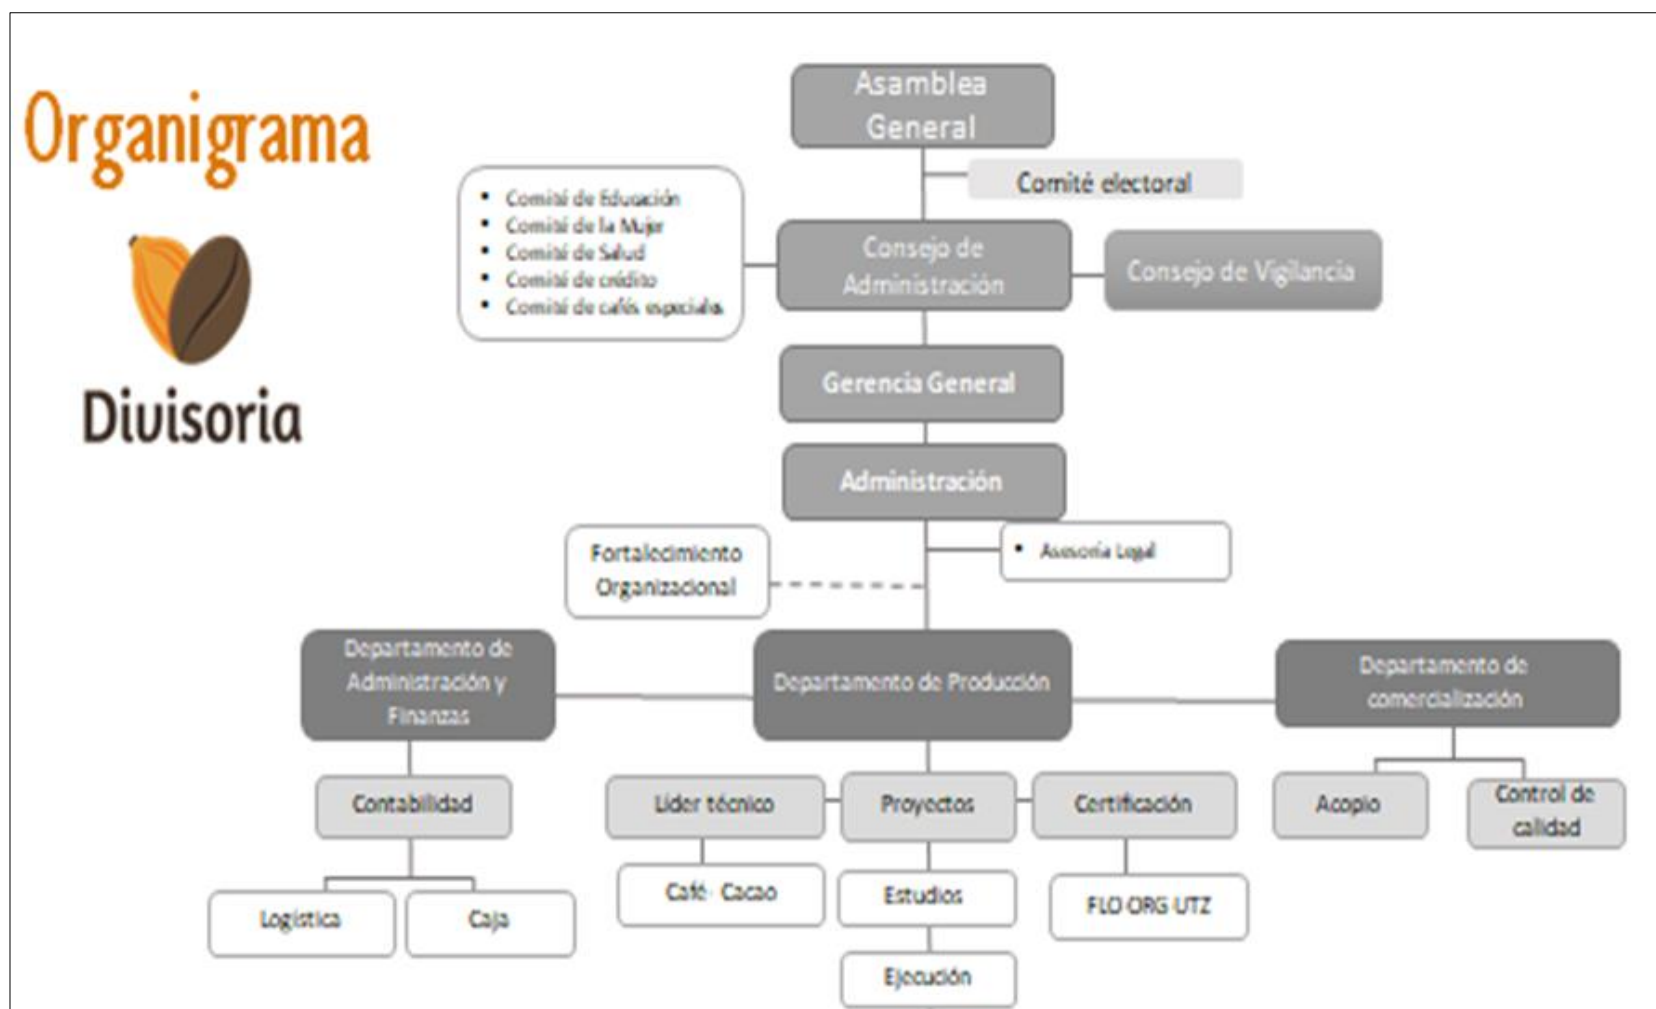 Organigrama
Divisoria
Asamblea
General
Comité electoral
▪ Comité de Educación
▪ Comité de la Mujer
▪ Comité de Salud
▪ Comité de crédito
▪ Comité de cafés especiales
Consejo de
Administración
Consejo de Vigilancia
Gerencia General
Administración
Fortalecimiento
Organizacional
▪ Asesoría Legal
Departamento de
Administración y
Finanzas
Departamento de Producción
Departamento de
comercialización
Contabilidad
Líder técnico
Proyectos
Certificación
Acopio
Control de
calidad
Logística
Caja
Café- Cacao
Estudios
FLO ORG UTZ
Ejecución